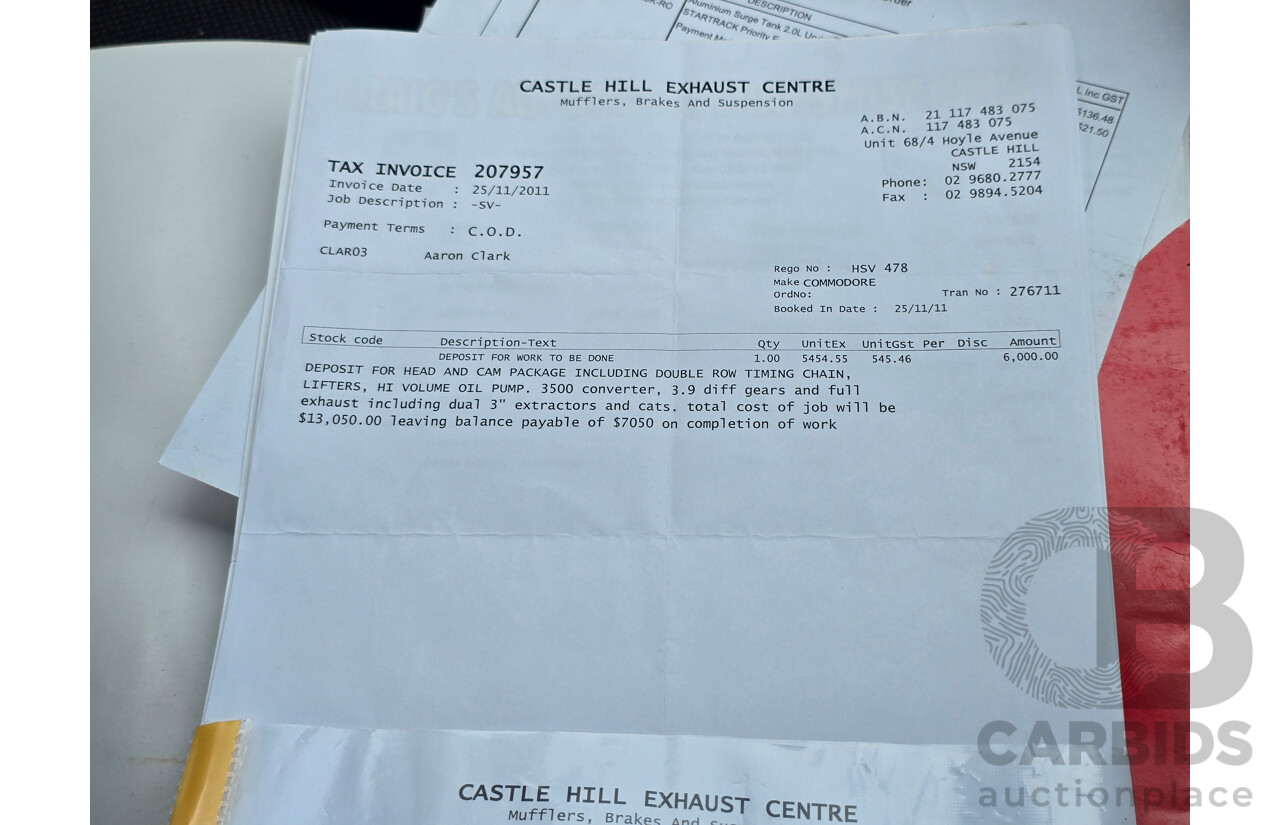 DESCRIPTION
Aluminium Surge Tank 2.0L
STARTRACK Priority
Payment
Inc GST
$136.48
$21.50
CASTLE HILL EXHAUST CENTRE
Mufflers, Brakes And Suspension
A.B.N. 21 117 483 075
A.C.N. 117 483 075
Unit 68/4 Hoyle Avenue
CASTLE HILL
NSW 2154
Phone: 02 9680.2777
Fax : 02 9894.5204
TAX INVOICE 207957
Invoice Date : 25/11/2011
Job Description : -SV-
Payment Terms : C.O.D.
CLAR03 Aaron Clark
Rego No : HSV 478
Make COMMODORE
OrdNo: Tran No : 276711
Booked In Date : 25/11/11
Stock code Description-Text Qty UnitEx UnitGst Per Disc Amount
DEPOSIT FOR WORK TO BE DONE 1.00 5454.55 545.46 6,000.00
DEPOSIT FOR HEAD AND CAM PACKAGE INCLUDING DOUBLE ROW TIMING CHAIN,
LIFTERS, HI VOLUME OIL PUMP. 3500 converter, 3.9 diff gears and full
exhaust including dual 3" extractors and cats. total cost of job will be
$13,050.00 leaving balance payable of $7050 on completion of work
CASTLE HILL EXHAUST CENTRE
Mufflers, Brakes And
CB
CARBIDS
auctionplace